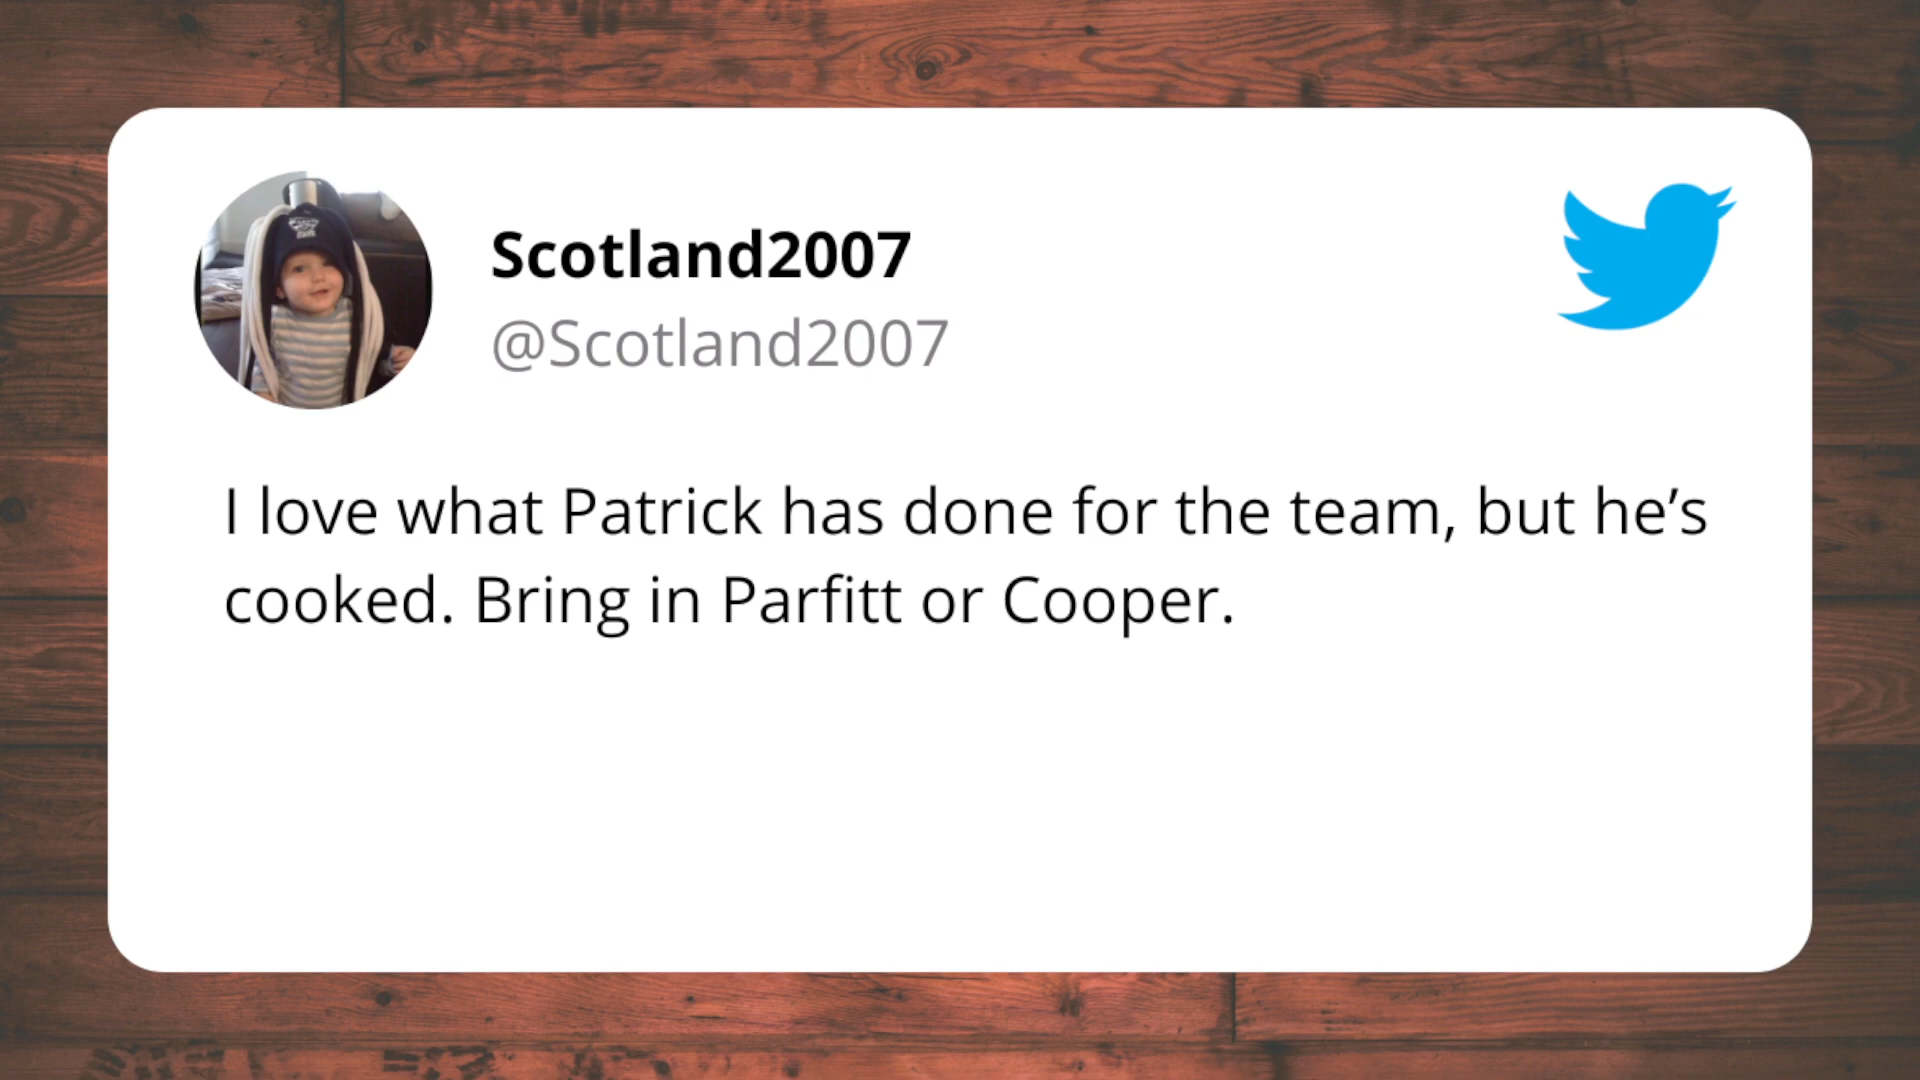 Scotland2007
@Scotland2007
I love what Patrick has done for the team, but he’s
cooked. Bring in Parfitt or Cooper.